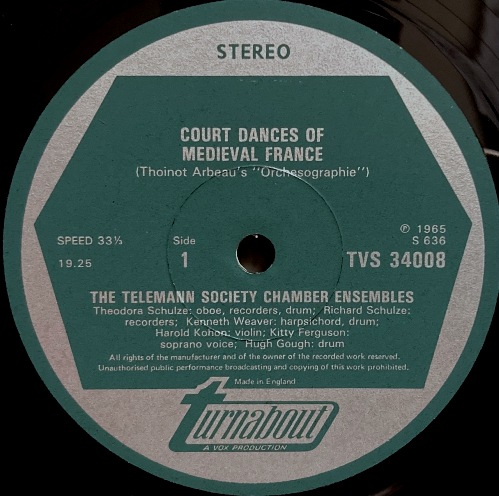 STEREO
COURT DANCES OF
MEDIEVAL FRANCE
(Thoinot Arbeau's "Orchesographie")
℗ 1965
SPEED 33⅓ Side S 636
19.25 1 TVS 34008
THE TELEMANN SOCIETY CHAMBER ENSEMBLES
Theodora Schulze: oboe, recorders, drum; Richard Schulze:
recorders; Kenneth Weaver: harpsichord, drum;
Harold Kohon: violin; Kitty Ferguson:
soprano voice; Hugh Gough: drum
All rights of the manufacturer and of the owner of the recorded work reserved.
Unauthorised public performance broadcasting and copying of this work prohibited.
Made in England
turnabout
A VOX PRODUCTION